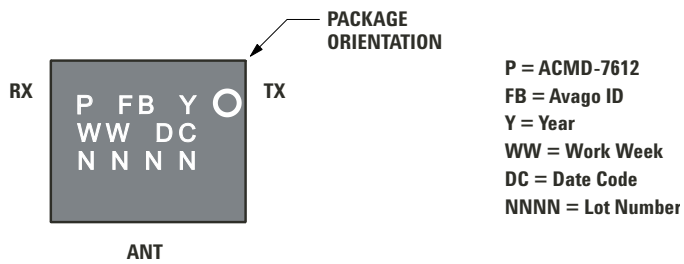 PACKAGE
ORIENTATION
RX
TX
P FB Y
WW DC
N N N N
ANT
P = ACMD-7612
FB = Avago ID
Y = Year
WW = Work Week
DC = Date Code
NNNN = Lot Number